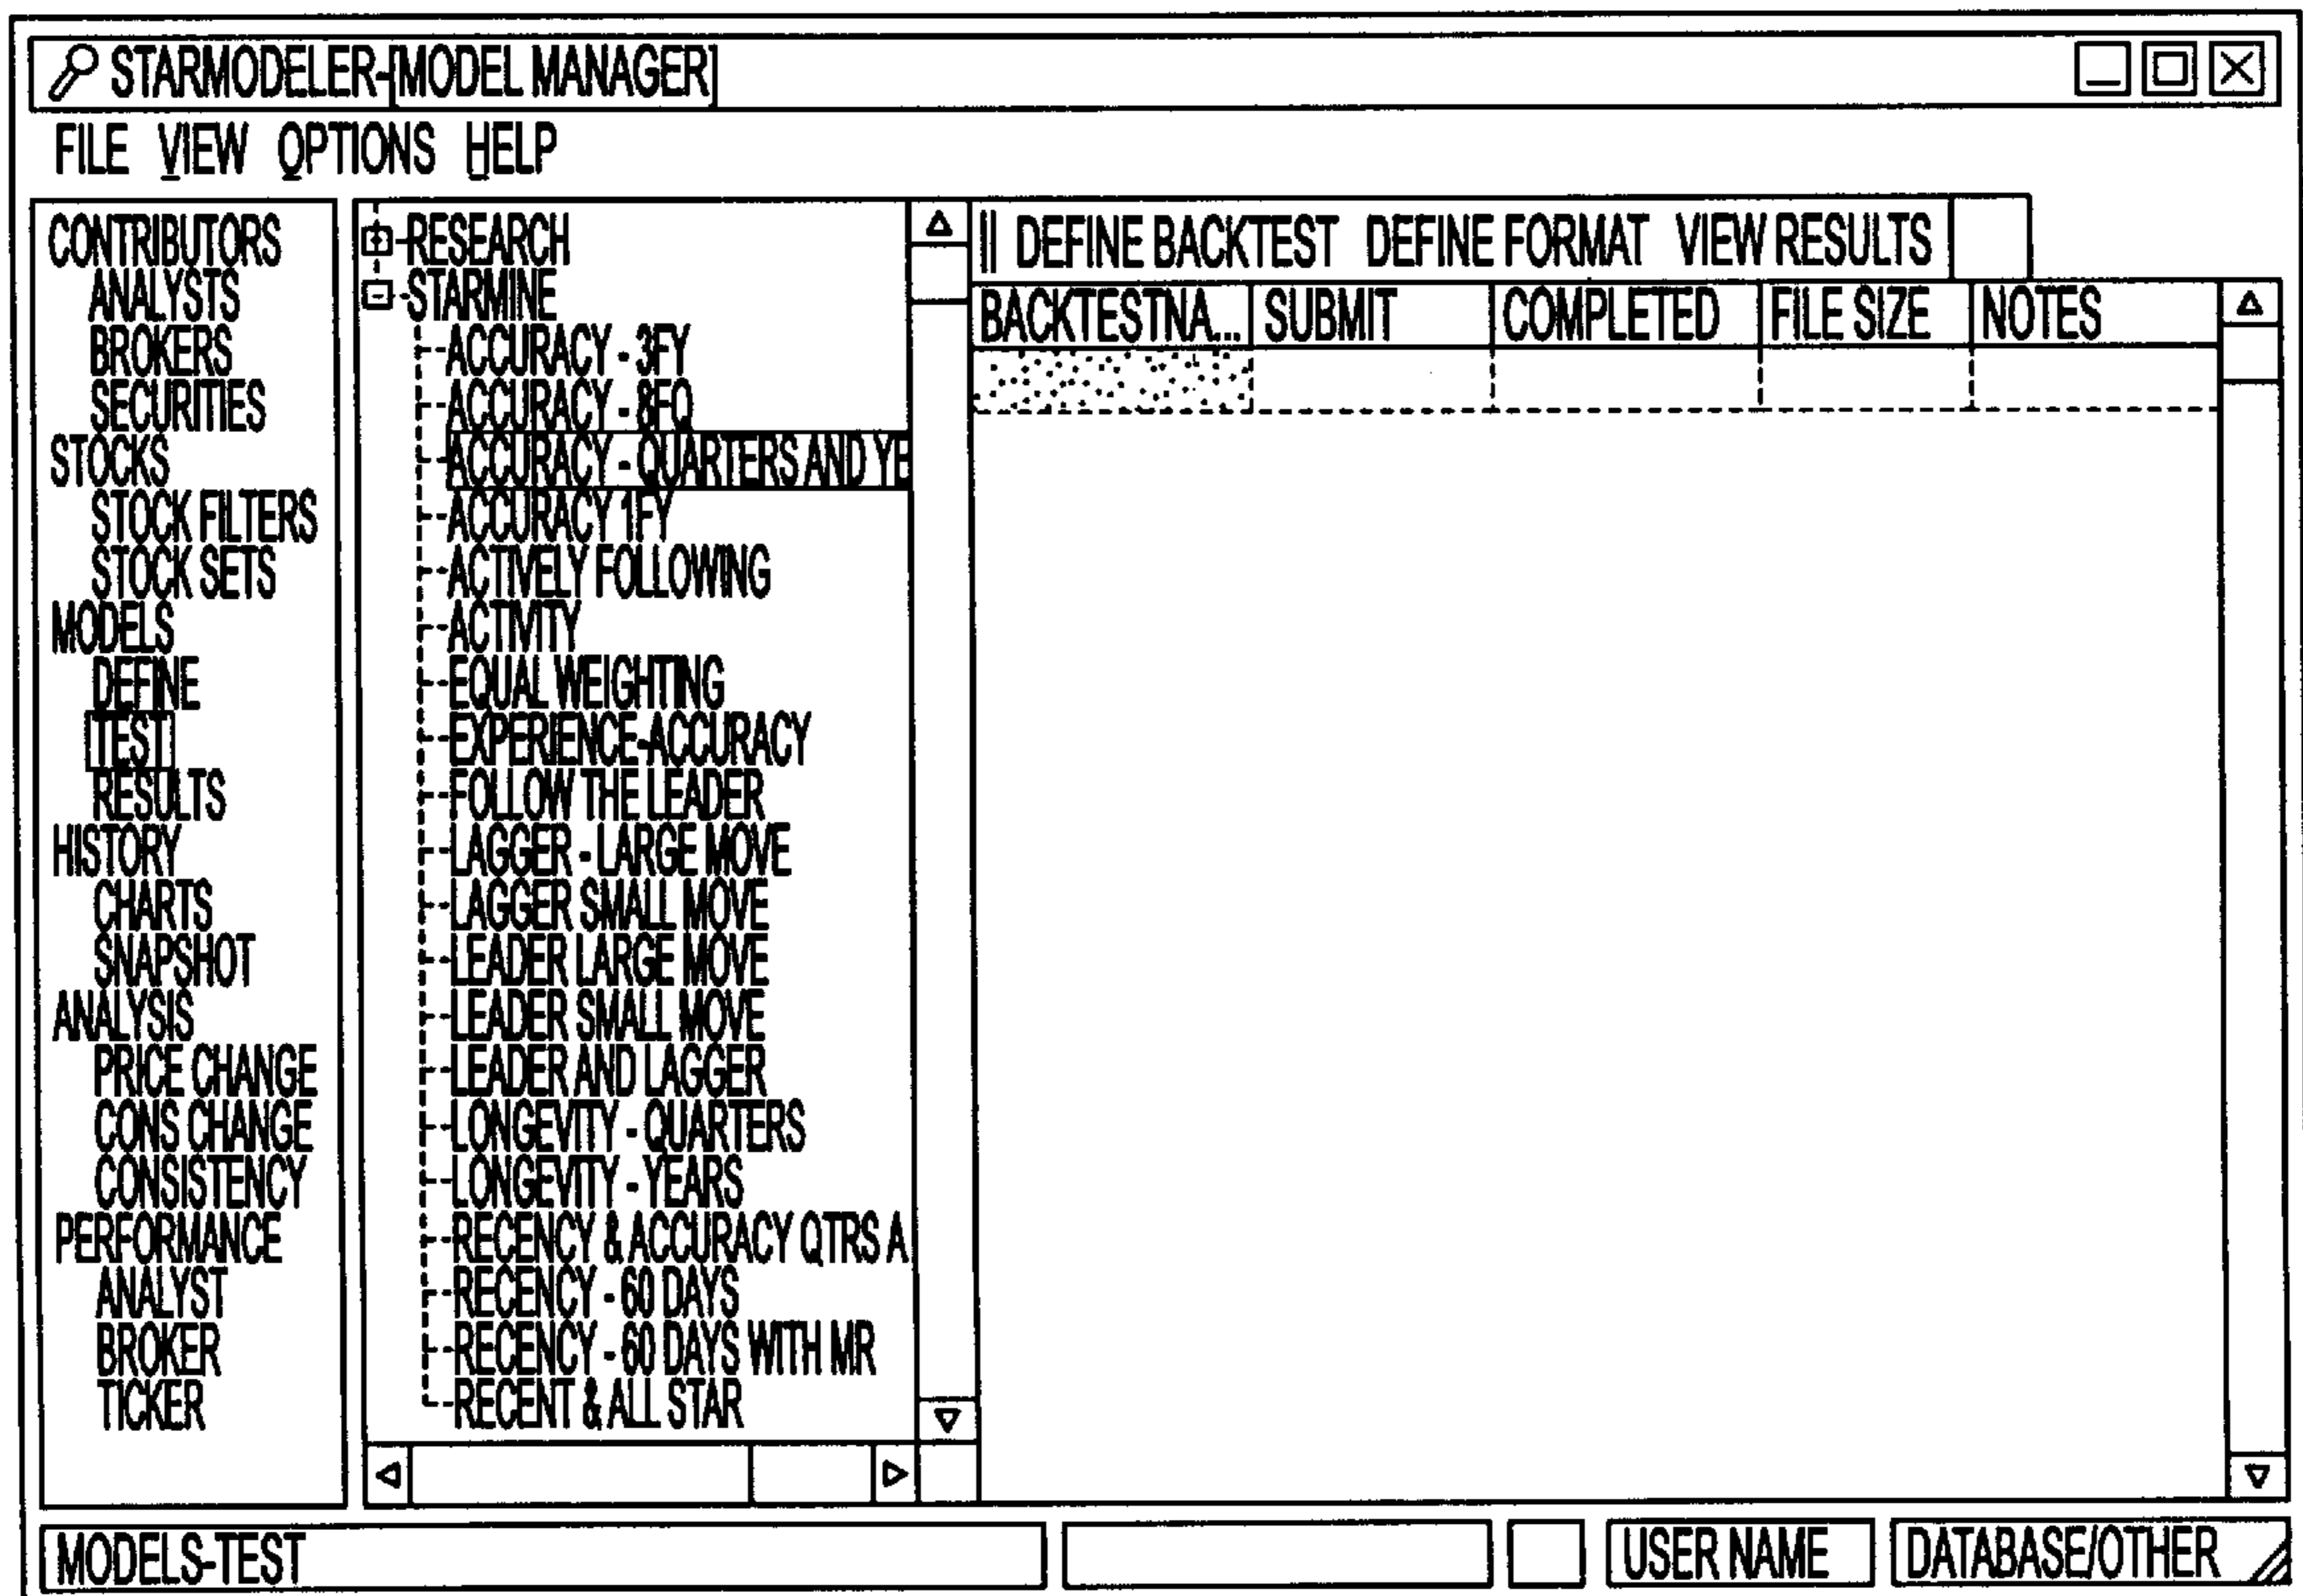 STARMODELER-[MODEL MANAGER]
FILE VIEW OPTIONS HELP
CONTRIBUTORS
ANALYSTS
BROKERS
SECURITIES
STOCKS
STOCK FILTERS
STOCK SETS
MODELS
DEFINE
TEST
RESULTS
HISTORY
CHARTS
SNAPSHOT
ANALYSIS
PRICE CHANGE
CONS CHANGE
CONSISTENCY
PERFORMANCE
ANALYST
BROKER
TICKER
RESEARCH
STARMINE
ACCURACY - 3FY
ACCURACY - 8FQ
ACCURACY - QUARTERS AND YE
ACCURACY 1FY
ACTIVELY FOLLOWING
ACTIVITY
EQUAL WEIGHTING
EXPERIENCE-ACCURACY
FOLLOW THE LEADER
LAGGER - LARGE MOVE
LAGGER SMALL MOVE
LEADER LARGE MOVE
LEADER SMALL MOVE
LEADER AND LAGGER
LONGEVITY - QUARTERS
LONGEVITY - YEARS
RECENCY & ACCURACY QTRS A
RECENCY - 60 DAYS
RECENCY - 60 DAYS WITH MR
RECENT & ALL STAR
DEFINE BACKTEST DEFINE FORMAT VIEW RESULTS
BACKTESTNA... SUBMIT COMPLETED FILE SIZE NOTES
MODELS-TEST USER NAME DATABASE/OTHER